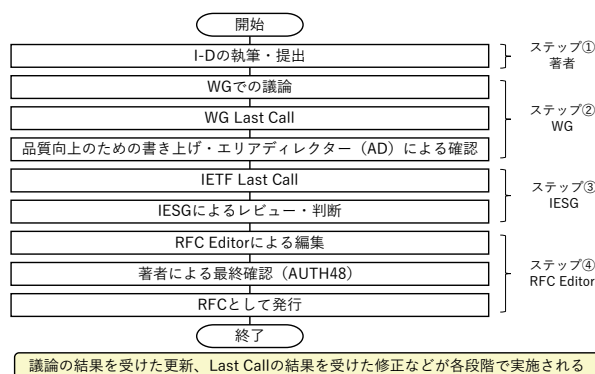 開始
I-Dの執筆・提出
ステップ①
著者
WGでの議論
WG Last Call
品質向上のための書き上げ・エリアディレクター（AD）による確認
ステップ②
WG
IETF Last Call
IESGによるレビュー・判断
ステップ③
IESG
RFC Editorによる編集
著者による最終確認（AUTH48）
RFCとして発行
ステップ④
RFC Editor
終了
議論の結果を受けた更新、Last Callの結果を受けた修正などが各段階で実施される